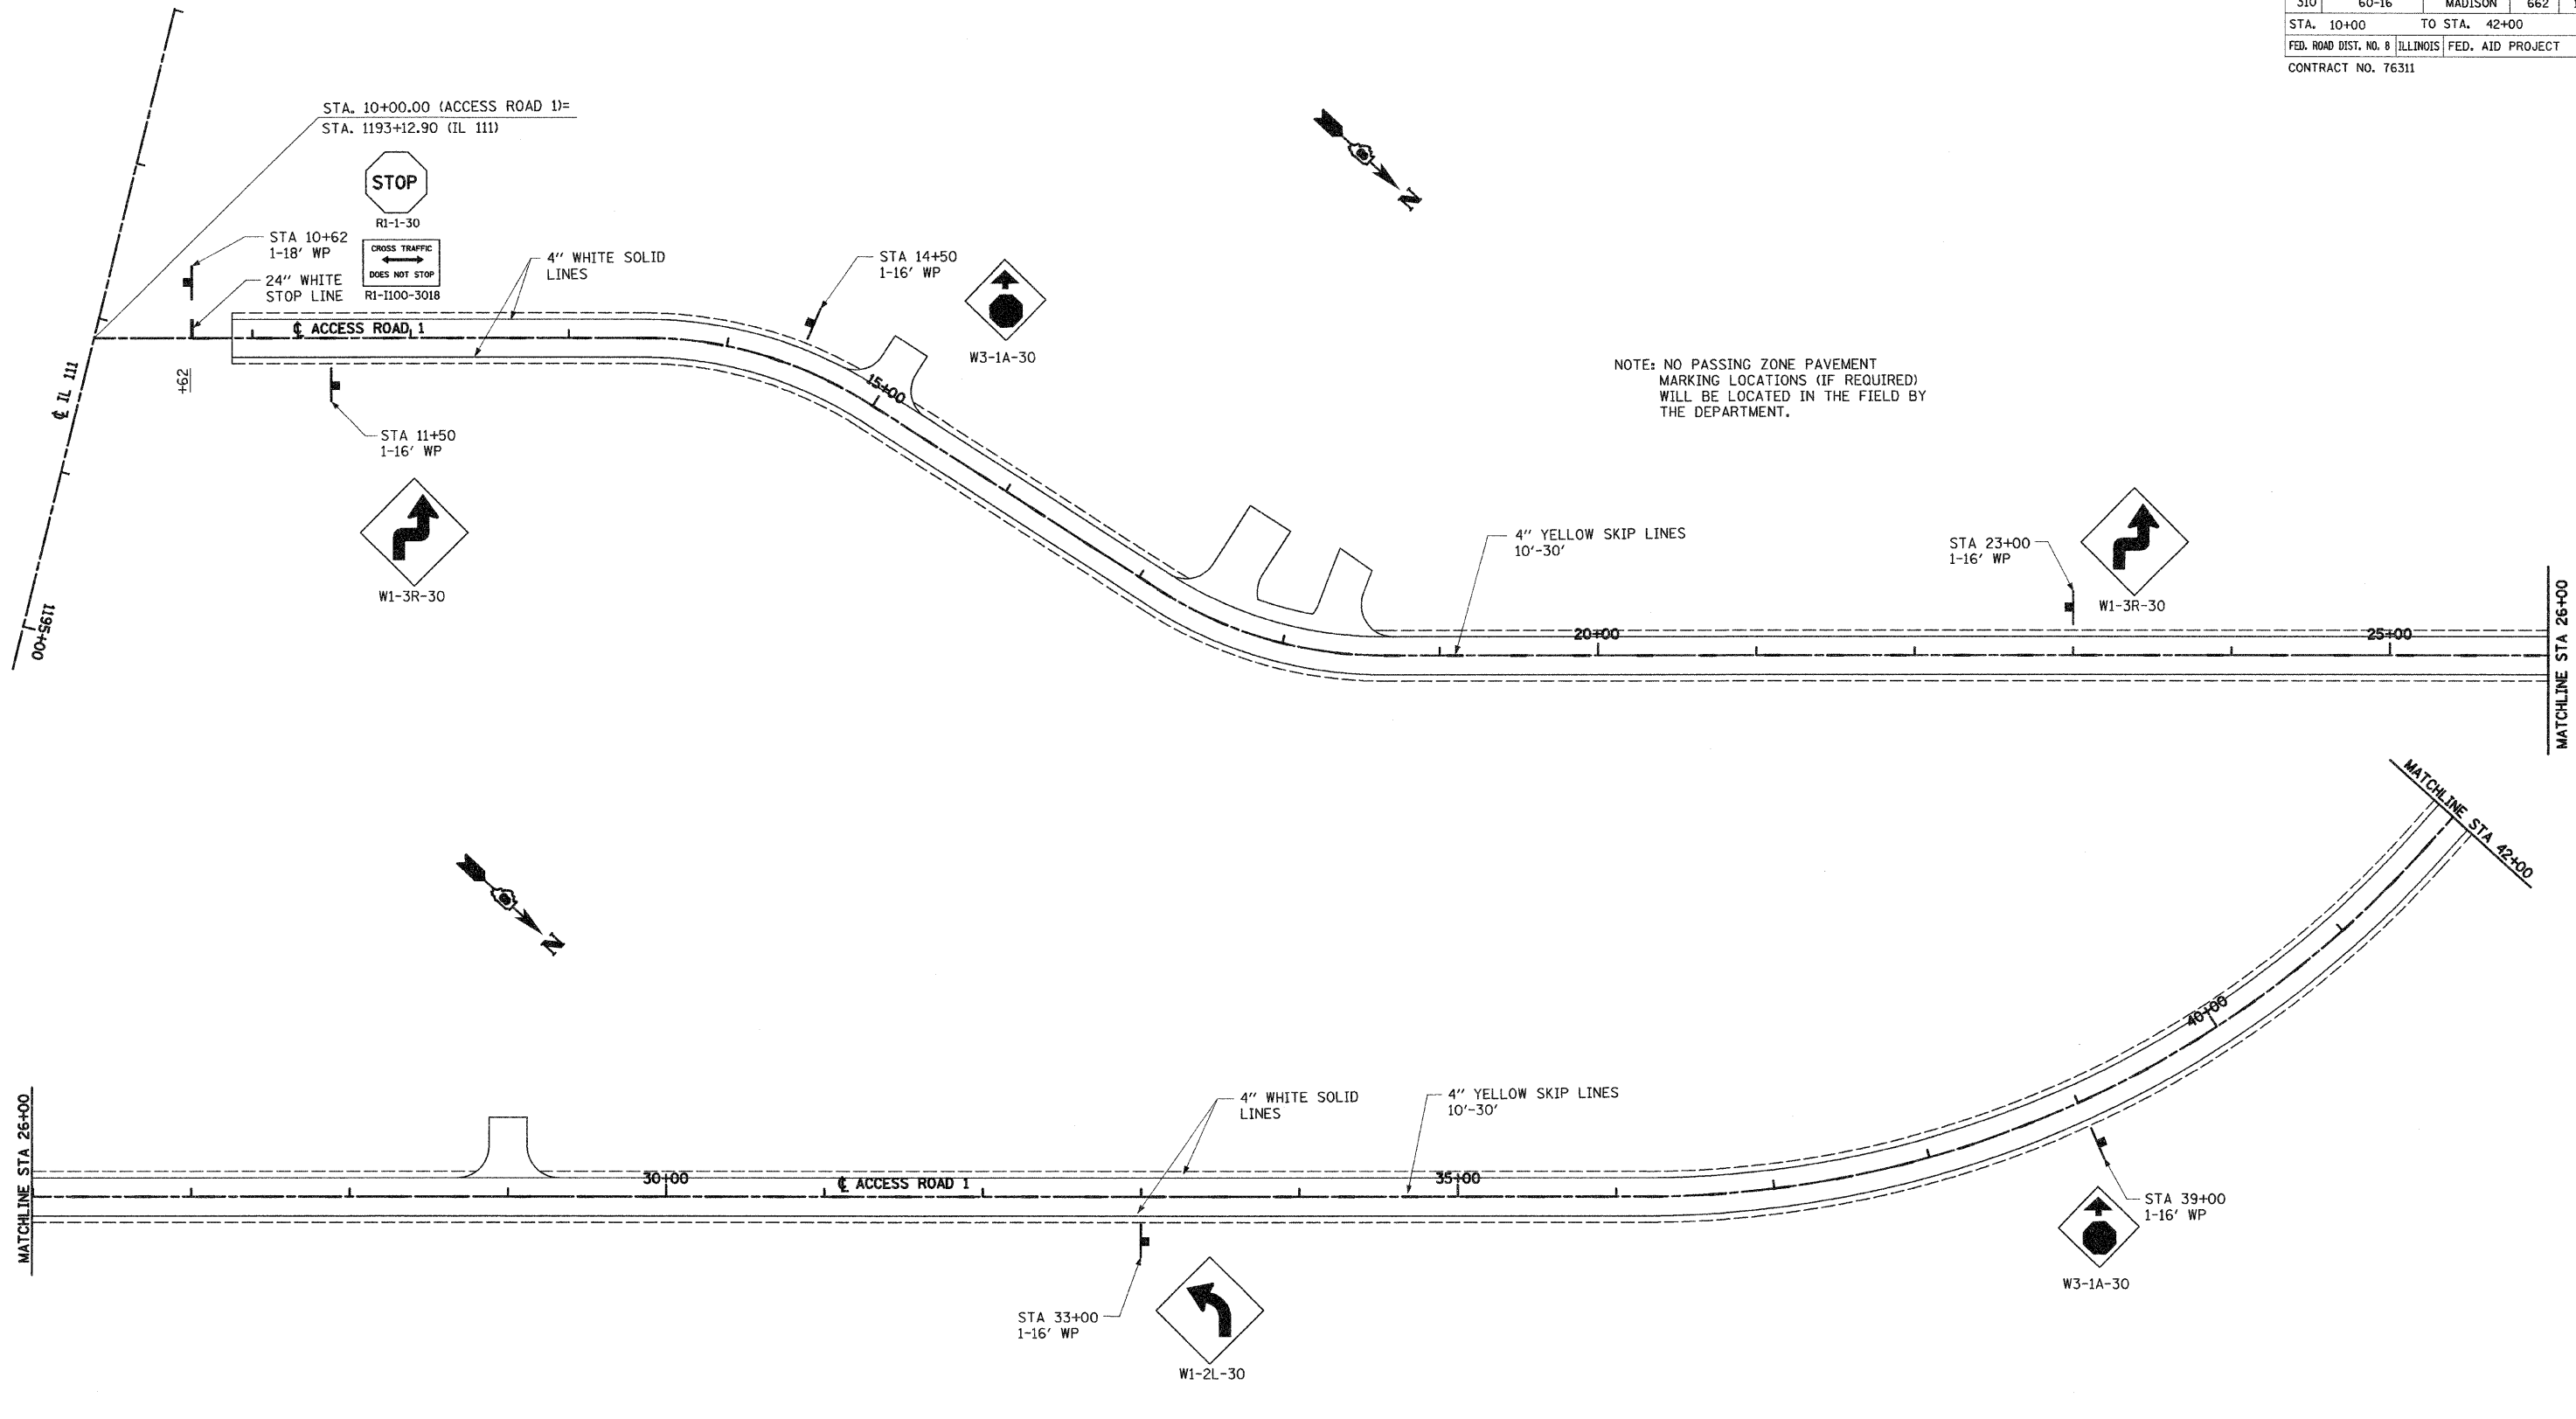 310 60-16 MADISON 662
STA. 10+00 TO STA. 42+00
FED. ROAD DIST. NO. 8 ILLINOIS FED. AID PROJECT
CONTRACT NO. 76311
STA. 10+00.00 (ACCESS ROAD 1)=
STA. 1193+12.90 (IL 111)
STOP
R1-1-30
STA 10+62
1-18' WP
CROSS TRAFFIC
DOES NOT STOP
R1-I100-3018
24" WHITE
STOP LINE
4" WHITE SOLID
LINES
STA 14+50
1-16' WP
W3-1A-30
N
℄ ACCESS ROAD 1
+62
℄ IL 111
1195+00
STA 11+50
1-16' WP
W1-3R-30
15+00
NOTE: NO PASSING ZONE PAVEMENT
MARKING LOCATIONS (IF REQUIRED)
WILL BE LOCATED IN THE FIELD BY
THE DEPARTMENT.
4" YELLOW SKIP LINES
10'-30'
STA 23+00
1-16' WP
W1-3R-30
20+00
25+00
MATCHLINE STA 26+00
MATCHLINE STA 42+00
N
MATCHLINE STA 26+00
30+00
℄ ACCESS ROAD 1
4" WHITE SOLID
LINES
4" YELLOW SKIP LINES
10'-30'
35+00
40+00
STA 33+00
1-16' WP
W1-2L-30
STA 39+00
1-16' WP
W3-1A-30